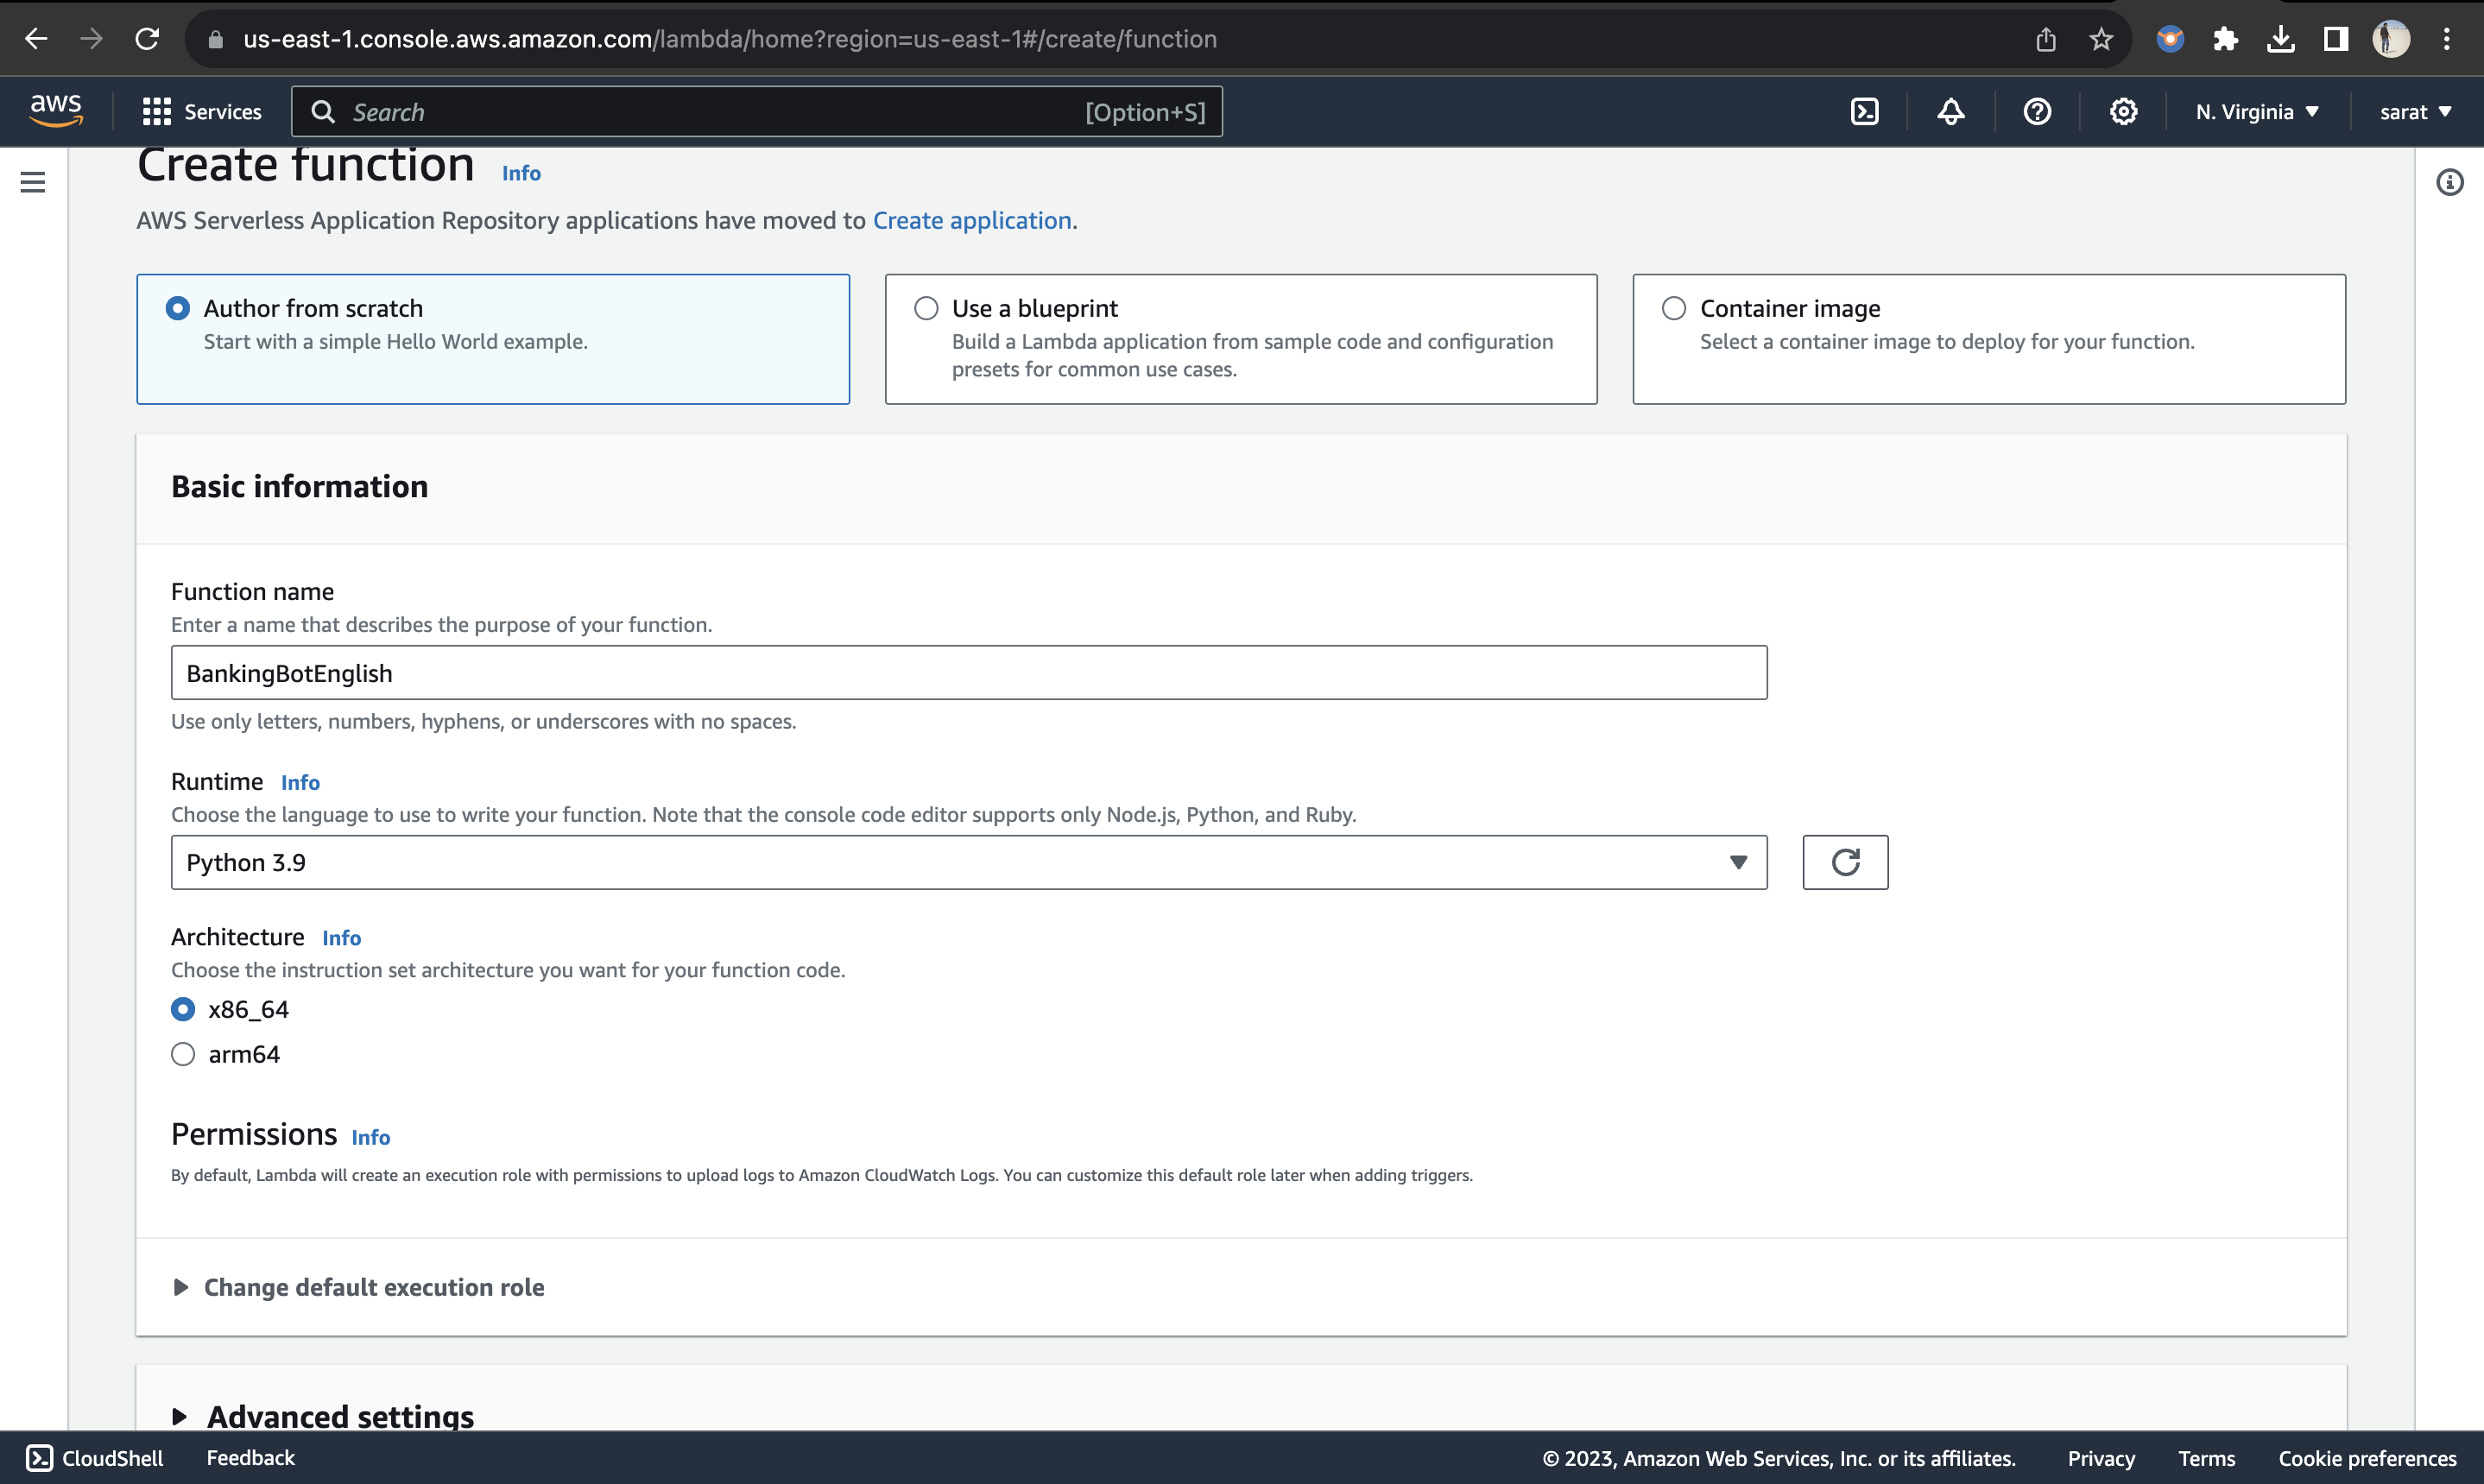 us-east-1.console.aws.amazon.com/lambda/home?region=us-east-1#/create/function
aws Services Search [Option+S] N. Virginia sarat
Create function Info
AWS Serverless Application Repository applications have moved to Create application.
Author from scratch
Start with a simple Hello World example.
Use a blueprint
Build a Lambda application from sample code and configuration
presets for common use cases.
Container image
Select a container image to deploy for your function.
Basic information
Function name
Enter a name that describes the purpose of your function.
BankingBotEnglish
Use only letters, numbers, hyphens, or underscores with no spaces.
Runtime Info
Choose the language to use to write your function. Note that the console code editor supports only Node.js, Python, and Ruby.
Python 3.9
Architecture Info
Choose the instruction set architecture you want for your function code.
x86_64
arm64
Permissions Info
By default, Lambda will create an execution role with permissions to upload logs to Amazon CloudWatch Logs. You can customize this default role later when adding triggers.
Change default execution role
Advanced settings
CloudShell Feedback © 2023, Amazon Web Services, Inc. or its affiliates. Privacy Terms Cookie preferences